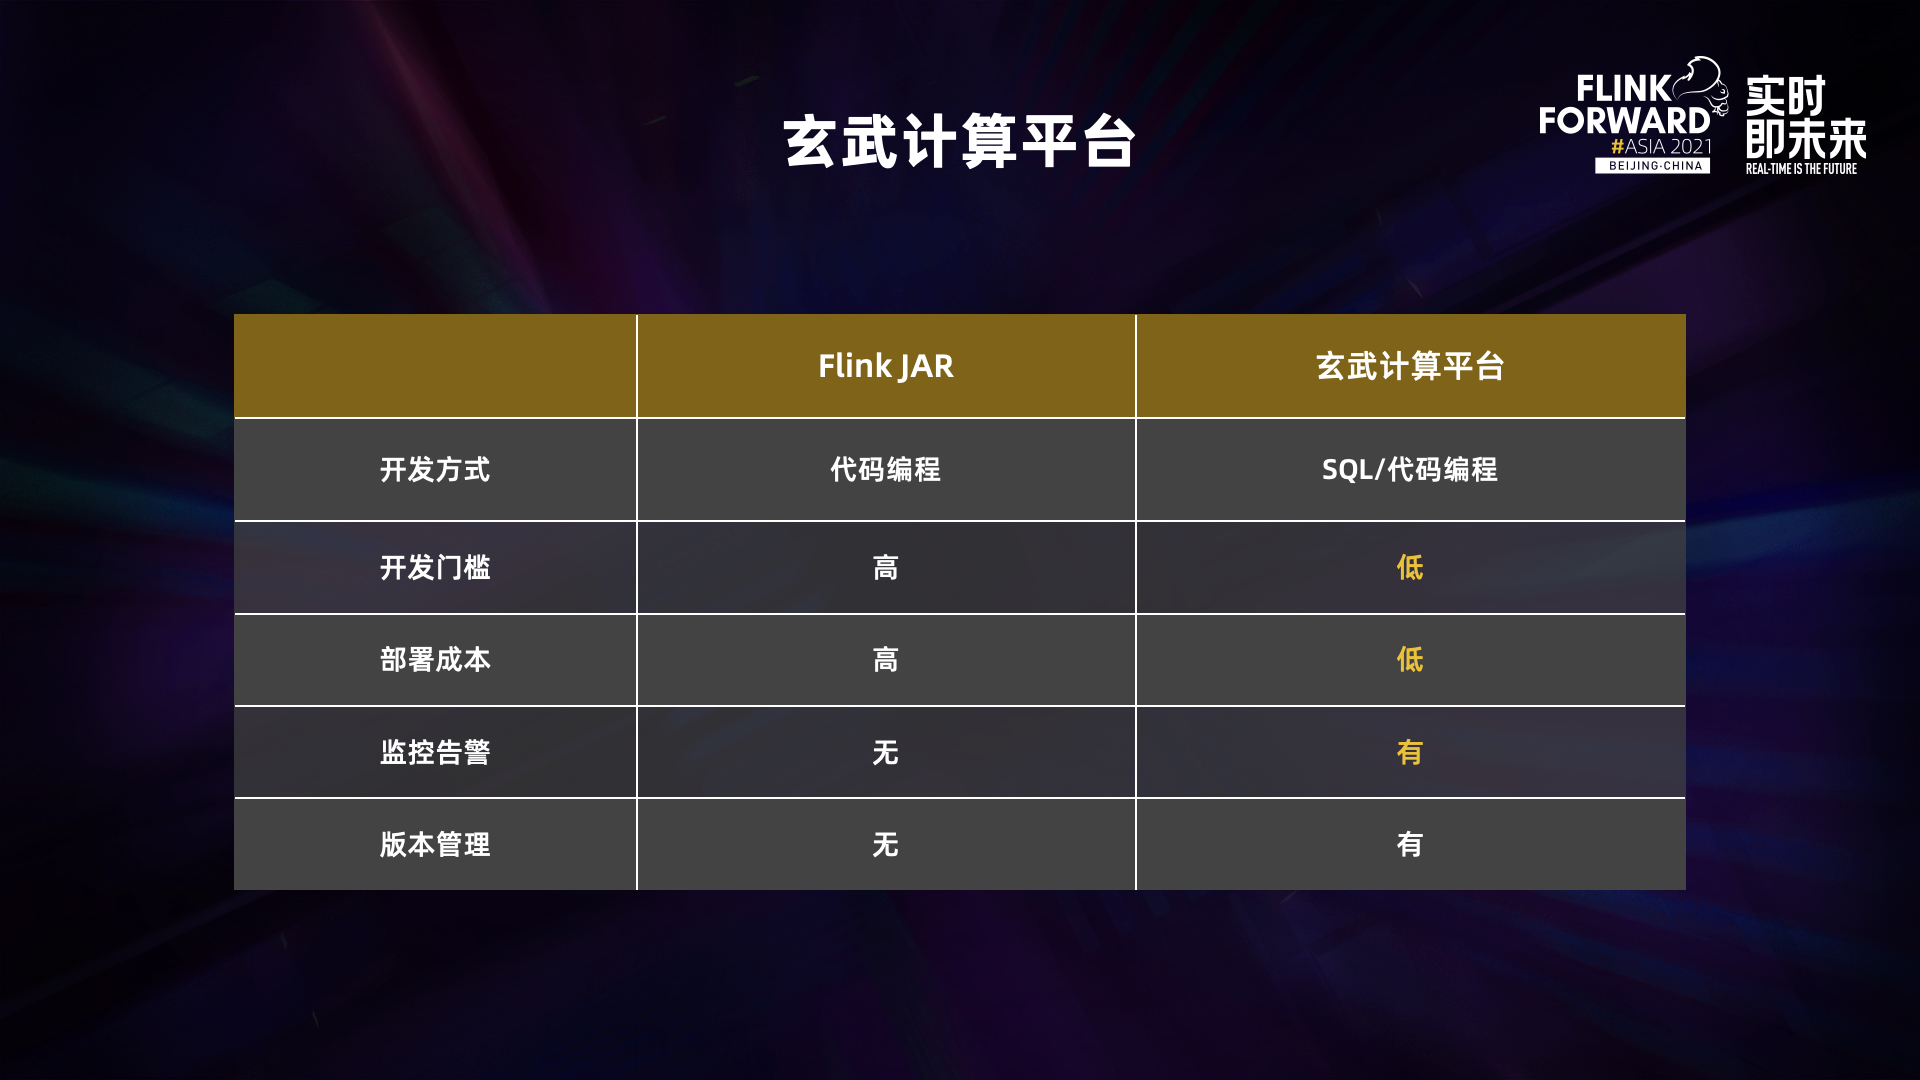 玄武计算平台
FLINK
FORWARD
#ASIA 2021
BEIJING·CHINA
实时
即未来
REAL-TIME IS THE FUTURE
Flink JAR
玄武计算平台
开发方式
代码编程
SQL/代码编程
开发门槛
高
低
部署成本
高
低
监控告警
无
有
版本管理
无
有